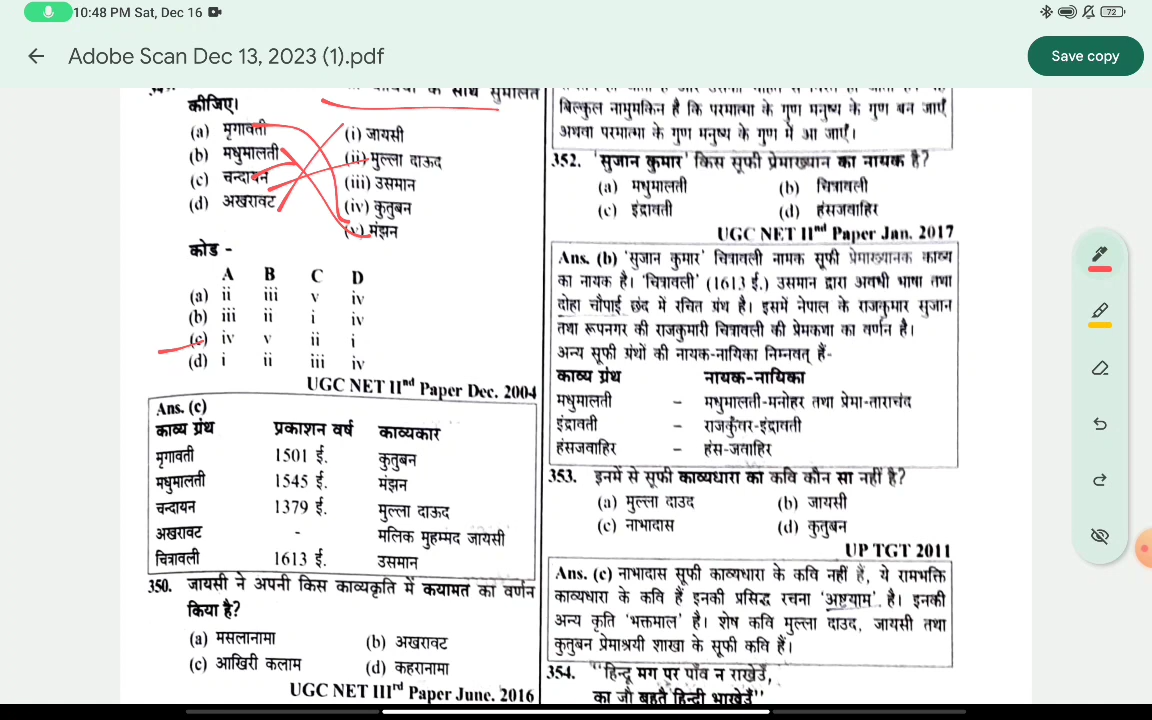 10:48 PM Sat, Dec 16
72
Adobe Scan Dec 13, 2023 (1).pdf
Save copy
के साथ सुमेलित
कीजिए।
(a) मृगावती (i) जायसी
(b) मधुमालती (ii) मुल्ला दाऊद
(c) चन्दायन (iii) उसमान
(d) अखरावट (iv) कुतुबन
(v) मंझन
कोड -
A B C D
(a) ii iii v iv
(b) iii ii i iv
(c) iv v ii i
(d) i ii iii iv
UGC NET IInd Paper Dec. 2004
Ans. (c)
काव्य ग्रंथ प्रकाशन वर्ष काव्यकार
मृगावती 1501 ई. कुतुबन
मधुमालती 1545 ई. मंझन
चन्दायन 1379 ई. मुल्ला दाऊद
अखरावट - मलिक मुहम्मद जायसी
चित्रावली 1613 ई. उसमान
350. जायसी ने अपनी किस काव्यकृति में कयामत का वर्णन
किया है?
(a) मसलानामा (b) अखरावट
(c) आखिरी कलाम (d) कहरानामा
UGC NET IIIrd Paper June. 2016
बिल्कुल नामुमकिन है कि परमात्मा के गुण मनुष्य के गुण बन जाएँ
अथवा परमात्मा के गुण मनुष्य के गुण में आ जाएँ।
352. 'सुजान कुमार' किस सूफी प्रेमाख्यान का नायक है?
(a) मधुमालती (b) चित्रावली
(c) इंद्रावती (d) हंसजवाहिर
UGC NET IInd Paper Jan. 2017
Ans. (b) 'सुजान कुमार' चित्रावली नामक सूफी प्रेमाख्यानक काव्य
का नायक है। 'चित्रावली' (1613 ई.) उसमान द्वारा अवधी भाषा तथा
दोहा चौपाई छंद में रचित ग्रंथ है। इसमें नेपाल के राजकुमार सुजान
तथा रूपनगर की राजकुमारी चित्रावली की प्रेमकथा का वर्णन है।
अन्य सूफी ग्रंथों की नायक-नायिका निम्नवत् हैं-
काव्य ग्रंथ नायक-नायिका
मधुमालती – मधुमालती-मनोहर तथा प्रेमा-ताराचंद
इंद्रावती – राजकुँवर-इंद्रावती
हंसजवाहिर – हंस-जवाहिर
353. इनमें से सूफी काव्यधारा का कवि कौन सा नहीं है?
(a) मुल्ला दाउद (b) जायसी
(c) नाभादास (d) कुतुबन
UP TGT 2011
Ans. (c) नाभादास सूफी काव्यधारा के कवि नहीं हैं, ये रामभक्ति
काव्यधारा के कवि हैं इनकी प्रसिद्ध रचना 'अष्टयाम' है। इनकी
अन्य कृति 'भक्तमाल' है। शेष कवि मुल्ला दाउद, जायसी तथा
कुतुबन प्रेमाश्रयी शाखा के सूफी कवि हैं।
354. "हिन्दू मग पर पाँव न राखेउँ,
का जौ बहुतै हिन्दी भाखेउँ"